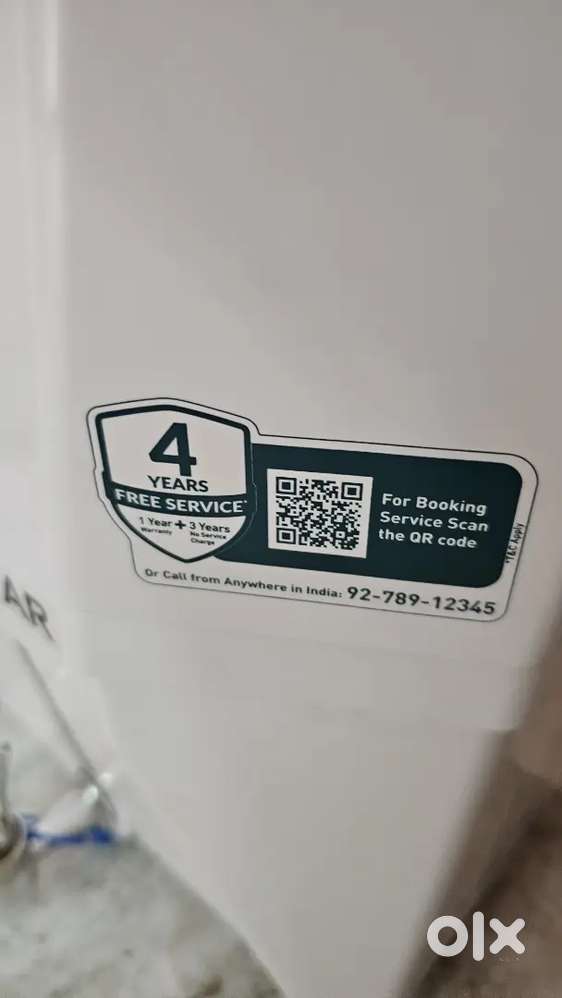 4
YEARS
FREE SERVICE*
1 Year + 3 Years
Warranty No Service
Charge
For Booking
Service Scan
the QR code
*T&C Apply
Or Call from Anywhere in India: 92-789-12345
AR
olx